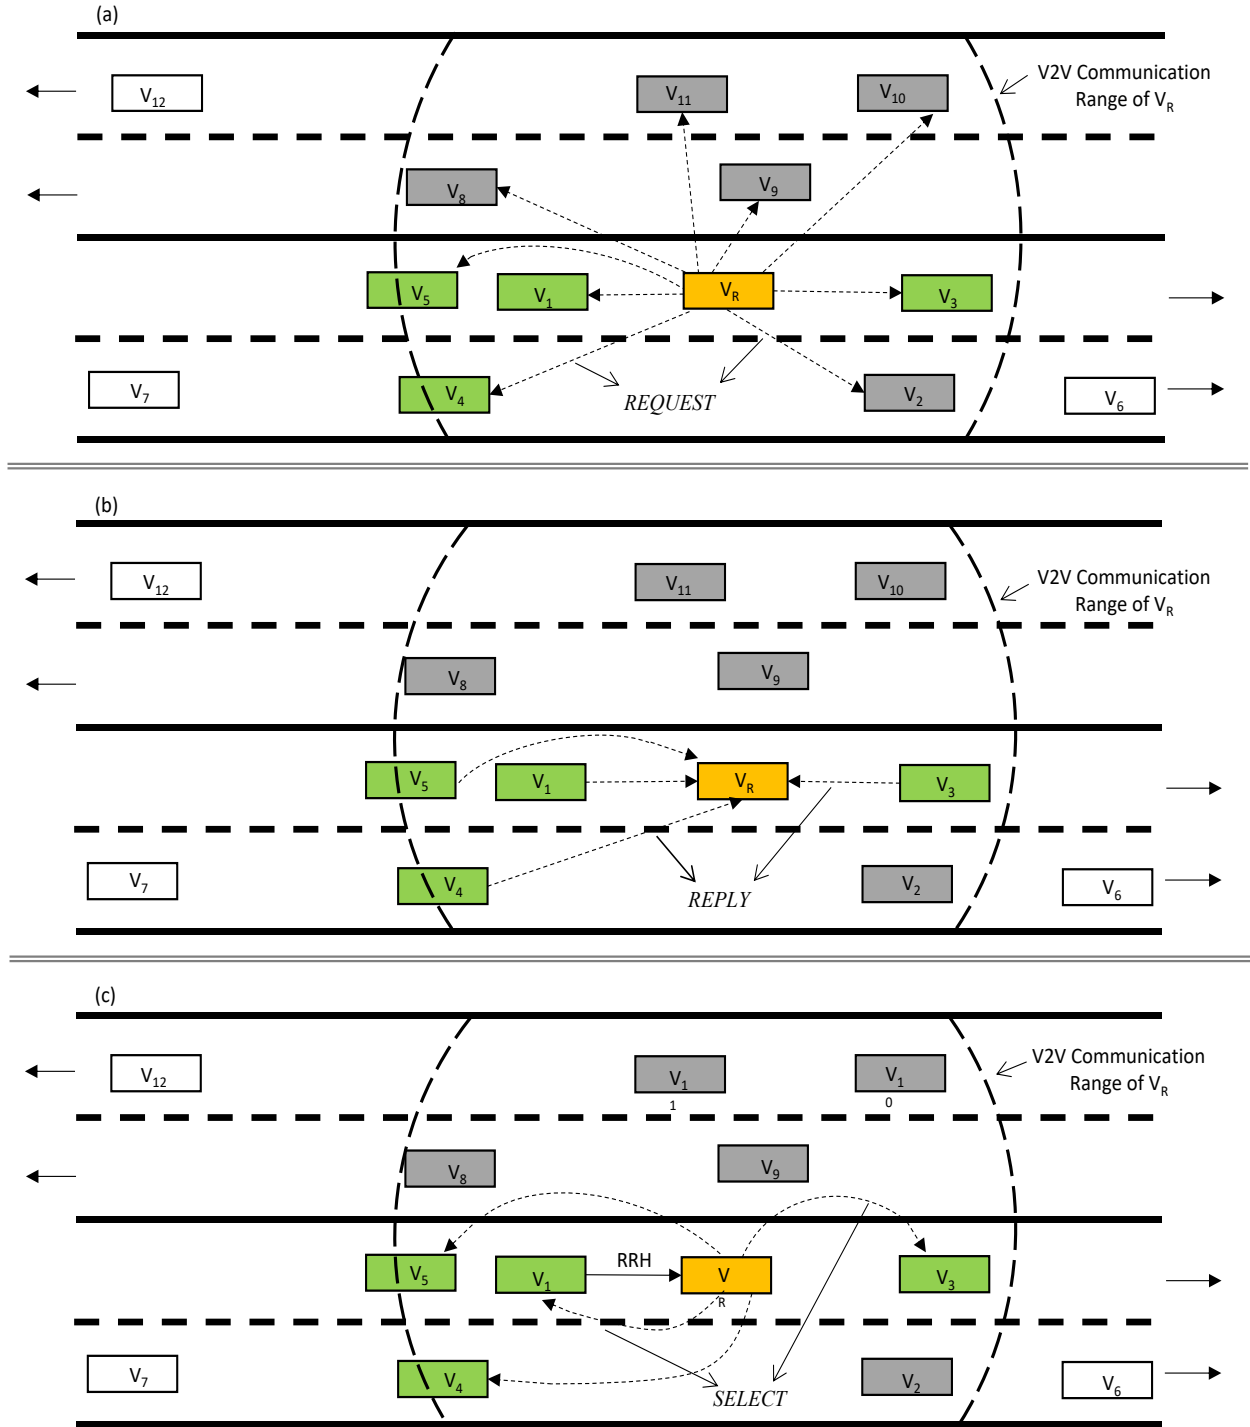 (a)
V12
V11
V10
V2V Communication
Range of VR
V8
V9
V5
V1
VR
V3
V7
V4
REQUEST
V2
V6
(b)
V12
V11
V10
V2V Communication
Range of VR
V8
V9
V5
V1
VR
V3
V7
V4
REPLY
V2
V6
(c)
V12
V1
1
V1
0
V2V Communication
Range of VR
V8
V9
V5
V1
RRH
V
R
V3
V7
V4
SELECT
V2
V6